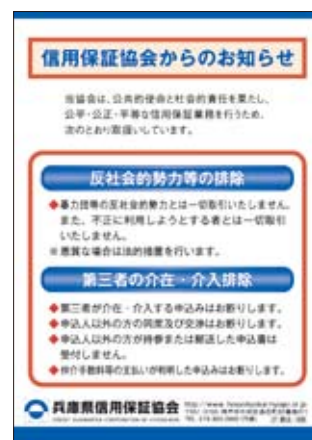 信用保証協会からのお知らせ
当協会は、公共的使命と社会的責任を果たし、
公平・公正・平等な信用保証業務を行うため、
次のとおり取扱いしています。
反社会的勢力等の排除
◆暴力団等の反社会的勢力とは一切取引いたしません。
また、不正に利用しようとする者とは一切取引
いたしません。
※悪質な場合は法的措置を行います。
第三者の介在・介入排除
◆第三者が介在・介入する申込みはお断りします。
◆申込人以外の方の同席及び交渉はお断りします。
◆申込人以外の方が持参または郵送した申込書は
受付しません。
◆仲介手数料等の支払いが判明した申込みはお断りします。
兵庫県信用保証協会